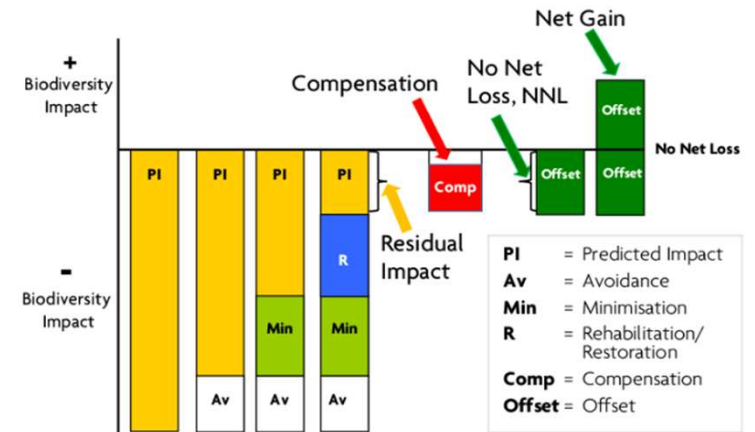 Net Gain
+
Biodiversity
Impact
Compensation
No Net
Loss, NNL
Offset
No Net Loss
PI
PI
PI
PI
Comp
Offset
Offset
Residual
Impact
-
Biodiversity
Impact
R
Min
Min
Av
Av
Av
PI = Predicted Impact
Av = Avoidance
Min = Minimisation
R = Rehabilitation/
Restoration
Comp = Compensation
Offset = Offset